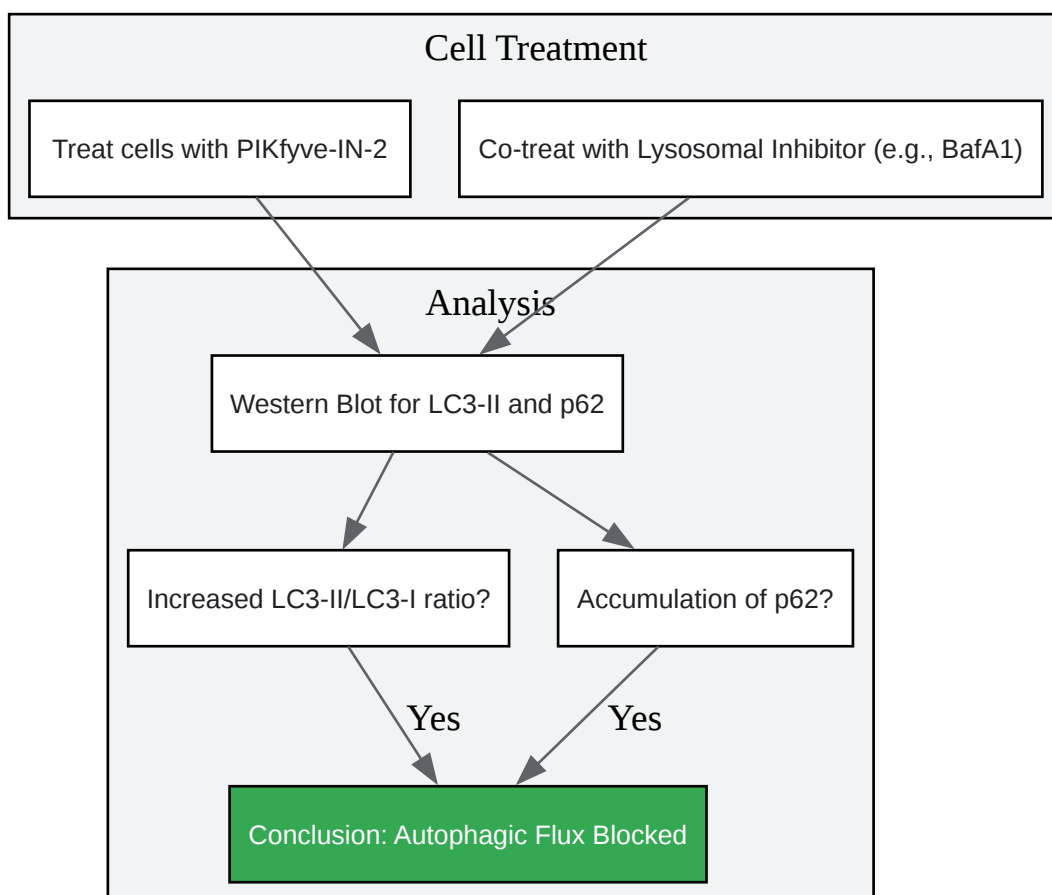 Cell Treatment
Treat cells with PIKfyve-IN-2
Co-treat with Lysosomal Inhibitor (e.g., BafA1)
Analysis
Western Blot for LC3-II and p62
Increased LC3-II/LC3-I ratio?
Accumulation of p62?
Yes
Yes
Conclusion: Autophagic Flux Blocked